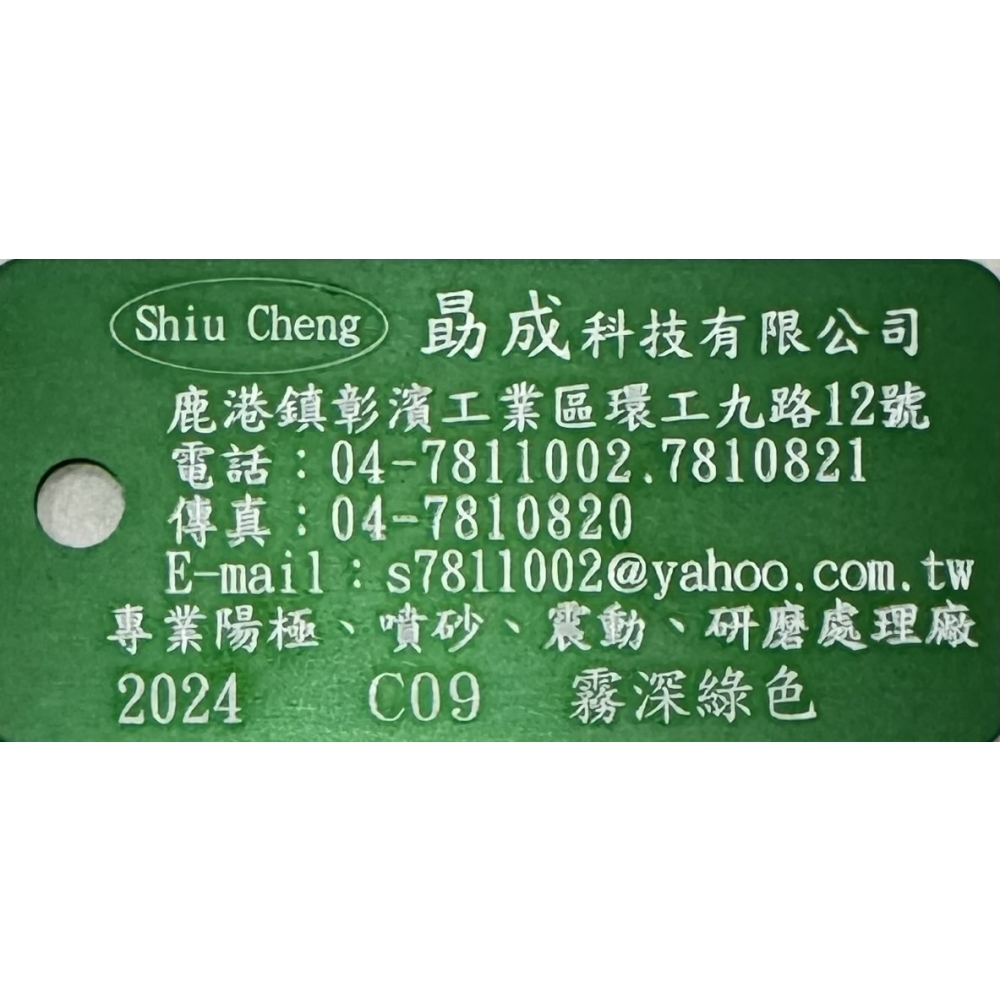 Shiu Cheng 勗成科技有限公司
鹿港鎮彰濱工業區環工九路12號
電話：04-7811002.7810821
傳真：04-7810820
E-mail：s7811002@yahoo.com.tw
專業陽極、噴砂、震動、研磨處理廠
2024 C09 霧深綠色